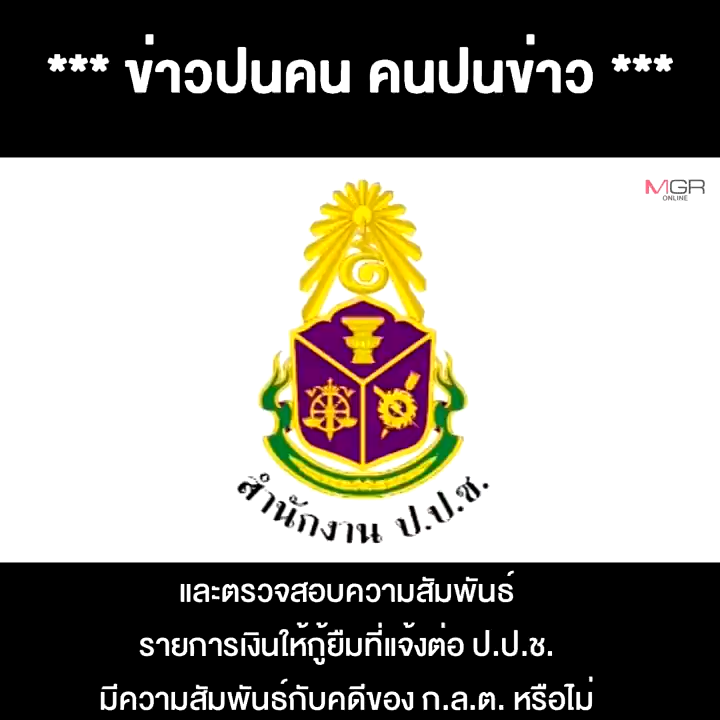 *** ข่าวปนคน คนปนข่าว ***
MGR
ONLINE
สำนักงาน ป.ป.ช.
และตรวจสอบความสัมพันธ์
รายการเงินให้กู้ยืมที่แจ้งต่อ ป.ป.ช.
มีความสัมพันธ์กับคดีของ ก.ล.ต. หรือไม่